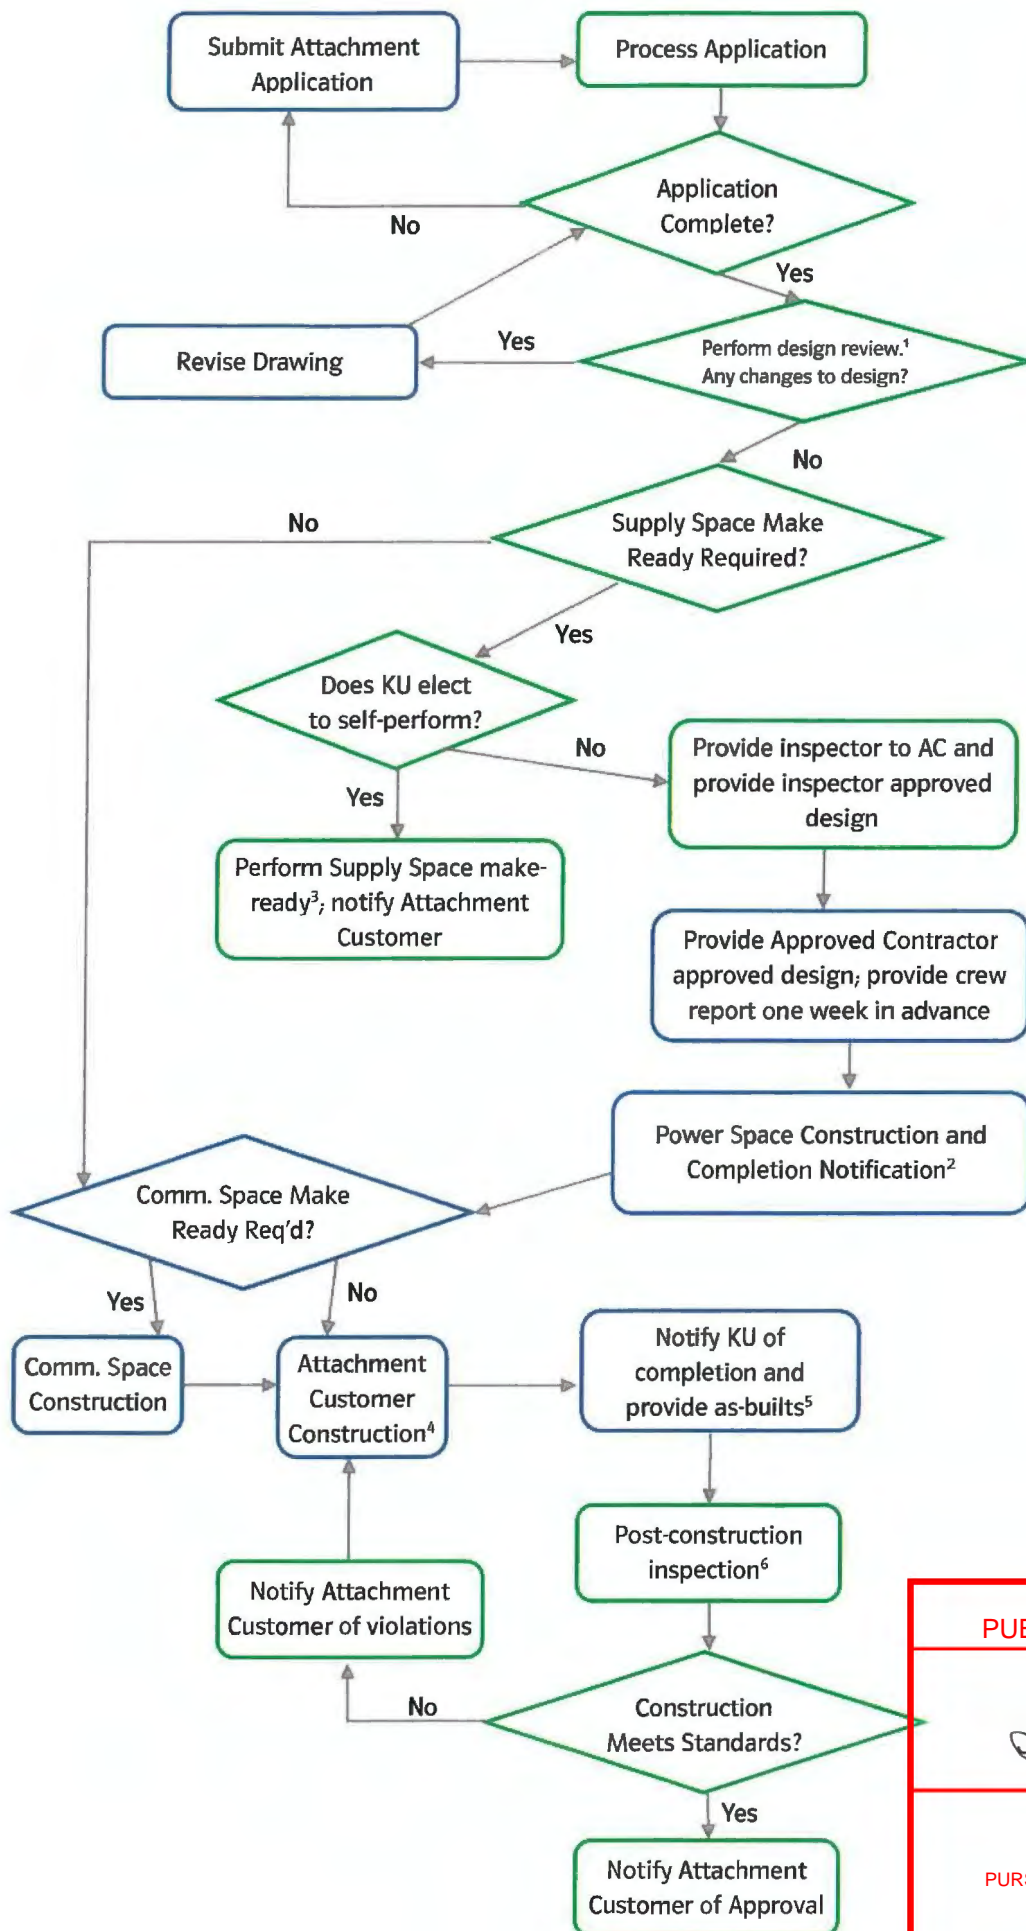 Submit Attachment
Application
Process Application
Application
Complete?
No
Yes
Revise Drawing
Yes
Perform design review.¹
Any changes to design?
No
No
Supply Space Make
Ready Required?
Yes
Does KU elect
to self-perform?
No
Provide inspector to AC and
provide inspector approved
design
Yes
Perform Supply Space make-
ready³; notify Attachment
Customer
Provide Approved Contractor
approved design; provide crew
report one week in advance
Power Space Construction and
Completion Notification²
Comm. Space Make
Ready Req'd?
Yes
No
Comm. Space
Construction
Attachment
Customer
Construction⁴
Notify KU of
completion and
provide as-builts⁵
Post-construction
inspection⁶
Notify Attachment
Customer of violations
No
Construction
Meets Standards?
Yes
Notify Attachment
Customer of Approval